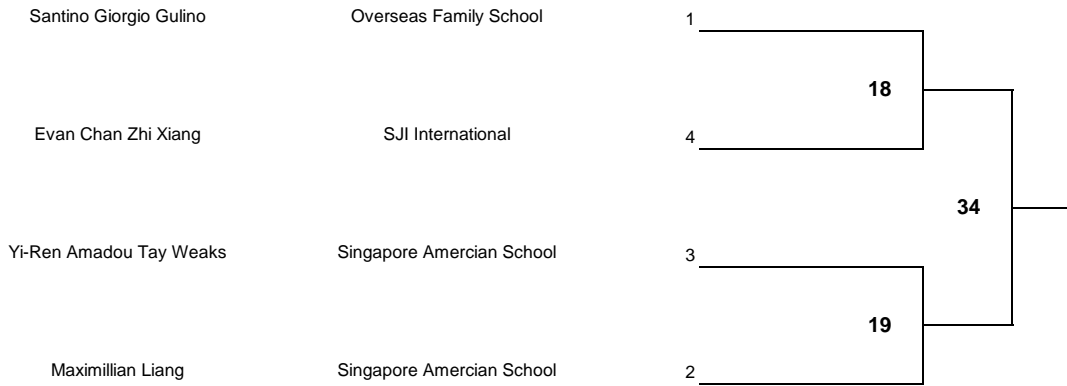 Santino Giorgio Gulino Overseas Family School 1
18
Evan Chan Zhi Xiang SJI International 4
34
Yi-Ren Amadou Tay Weaks Singapore Amercian School 3
19
Maximillian Liang Singapore Amercian School 2